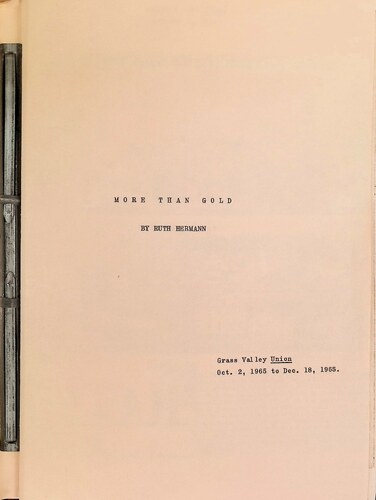 MORE THAN GOLD
BY RUTH HERMANN
Grass Valley Union
Oct. 2, 1965 to Dec. 18, 1965.